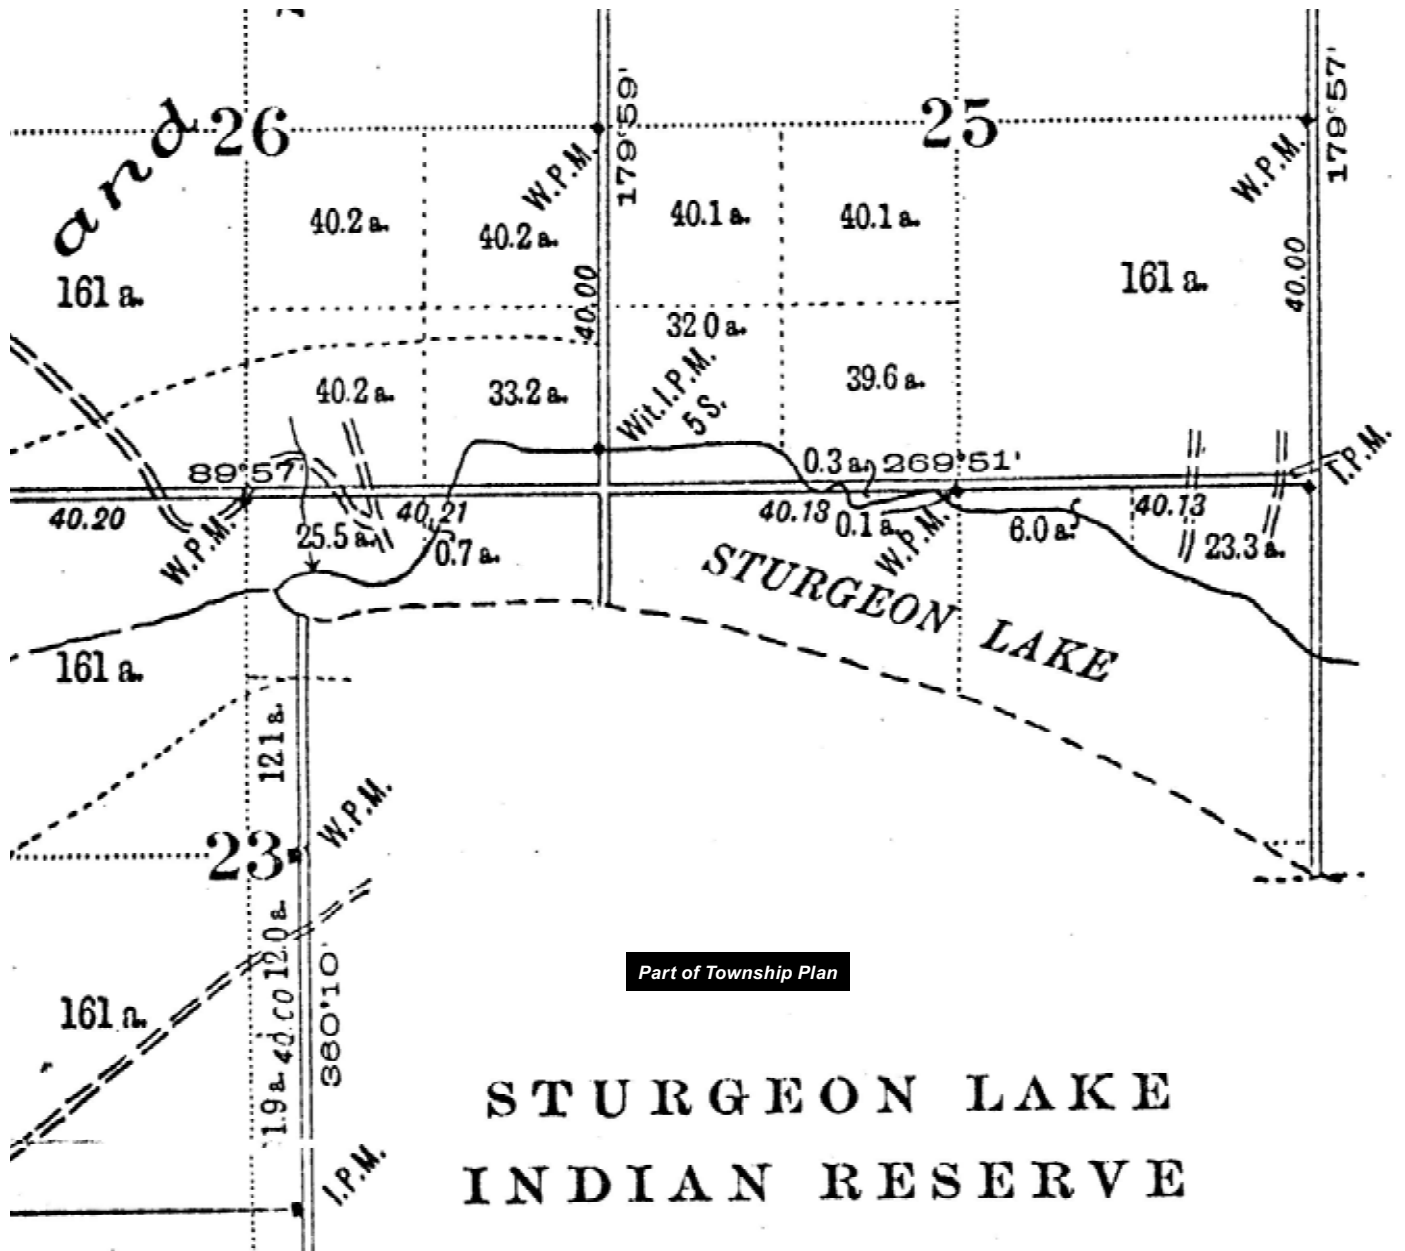 and
26
25
179°59'
179°57'
W.P.M.
W.P.M.
40.2 a.
40.2 a.
40.1 a.
40.1 a.
161 a.
161 a.
40.00
40.00
32.0 a.
40.2 a.
33.2 a.
39.6 a.
Wit. I.P.M.
5 S.
89°57'
0.3 a.
269°51'
I.P.M.
40.20
40.21
40.18
40.13
W.P.M.
25.5 a.
0.7 a.
0.1 a.
W.P.M.
6.0 a.
23.3 a.
STURGEON LAKE
161 a.
12.1 a.
W.P.M.
23
12.0 a.
40.00
360°10'
161 a.
Part of Township Plan
1.9 a.
STURGEON LAKE
I.P.M.
INDIAN RESERVE